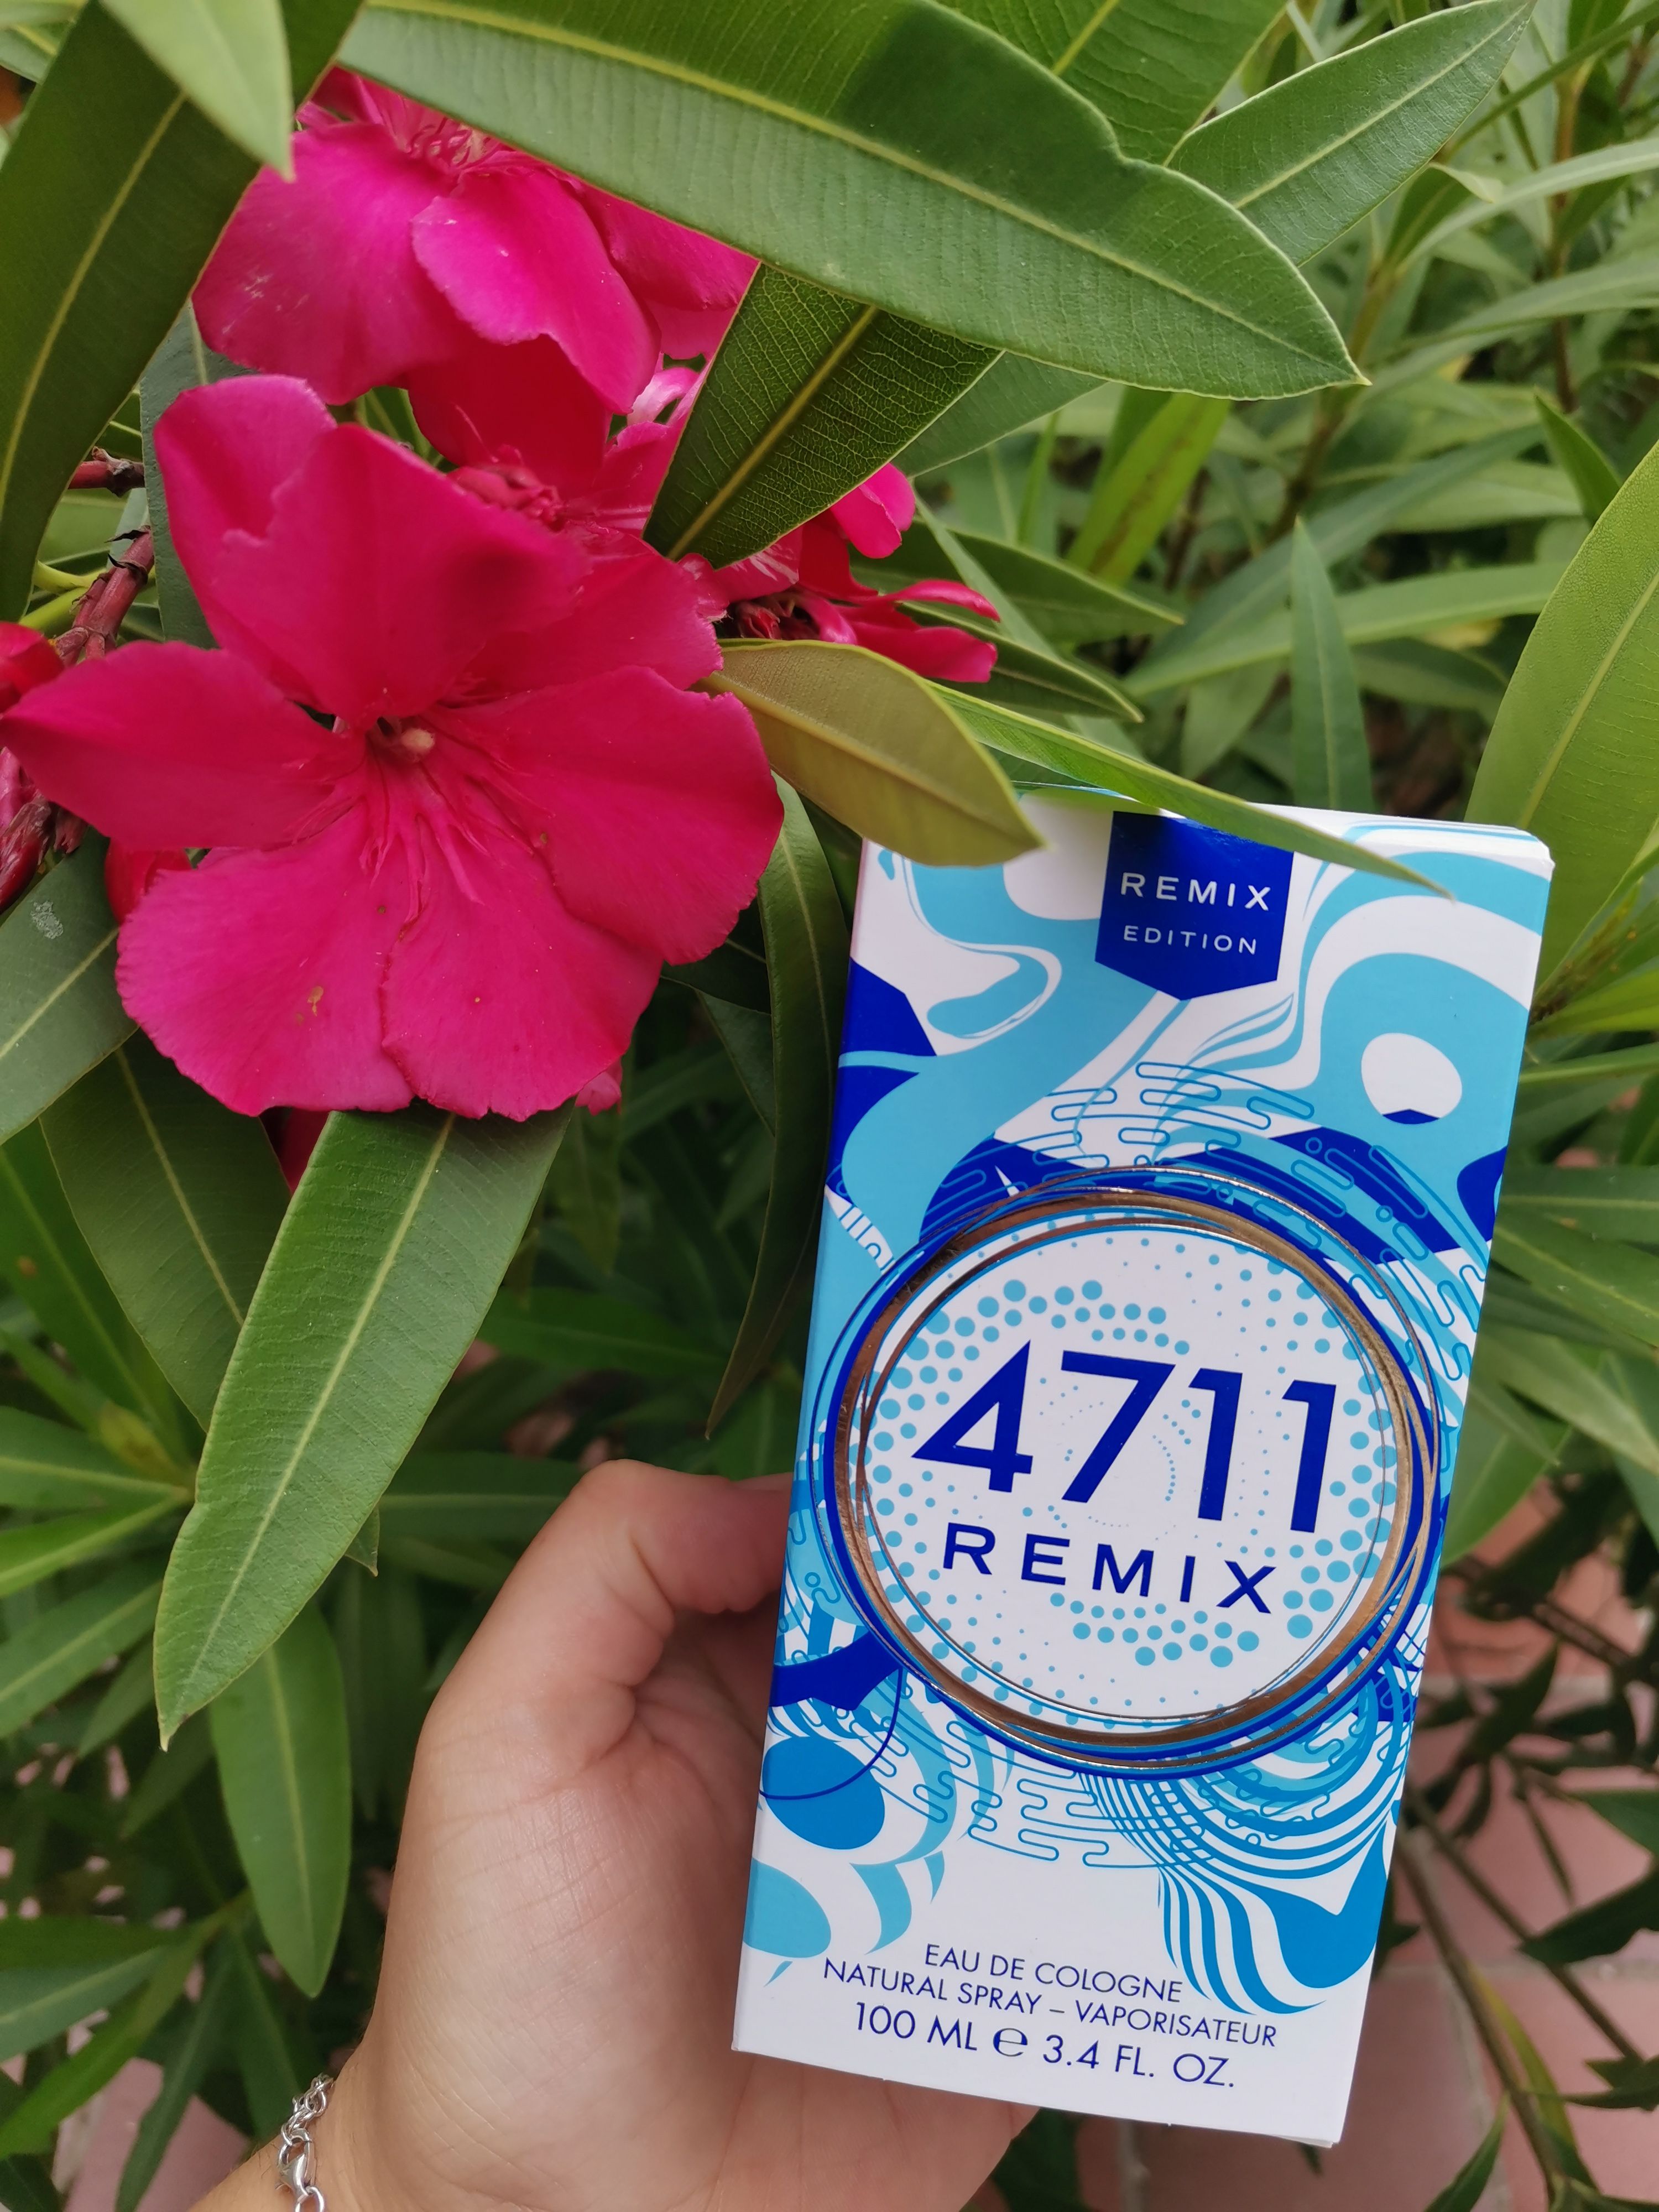 REMIX
EDITION
4711
REMIX
EAU DE COLOGNE
NATURAL SPRAY – VAPORISATEUR
100 ML ℮ 3.4 FL. OZ.